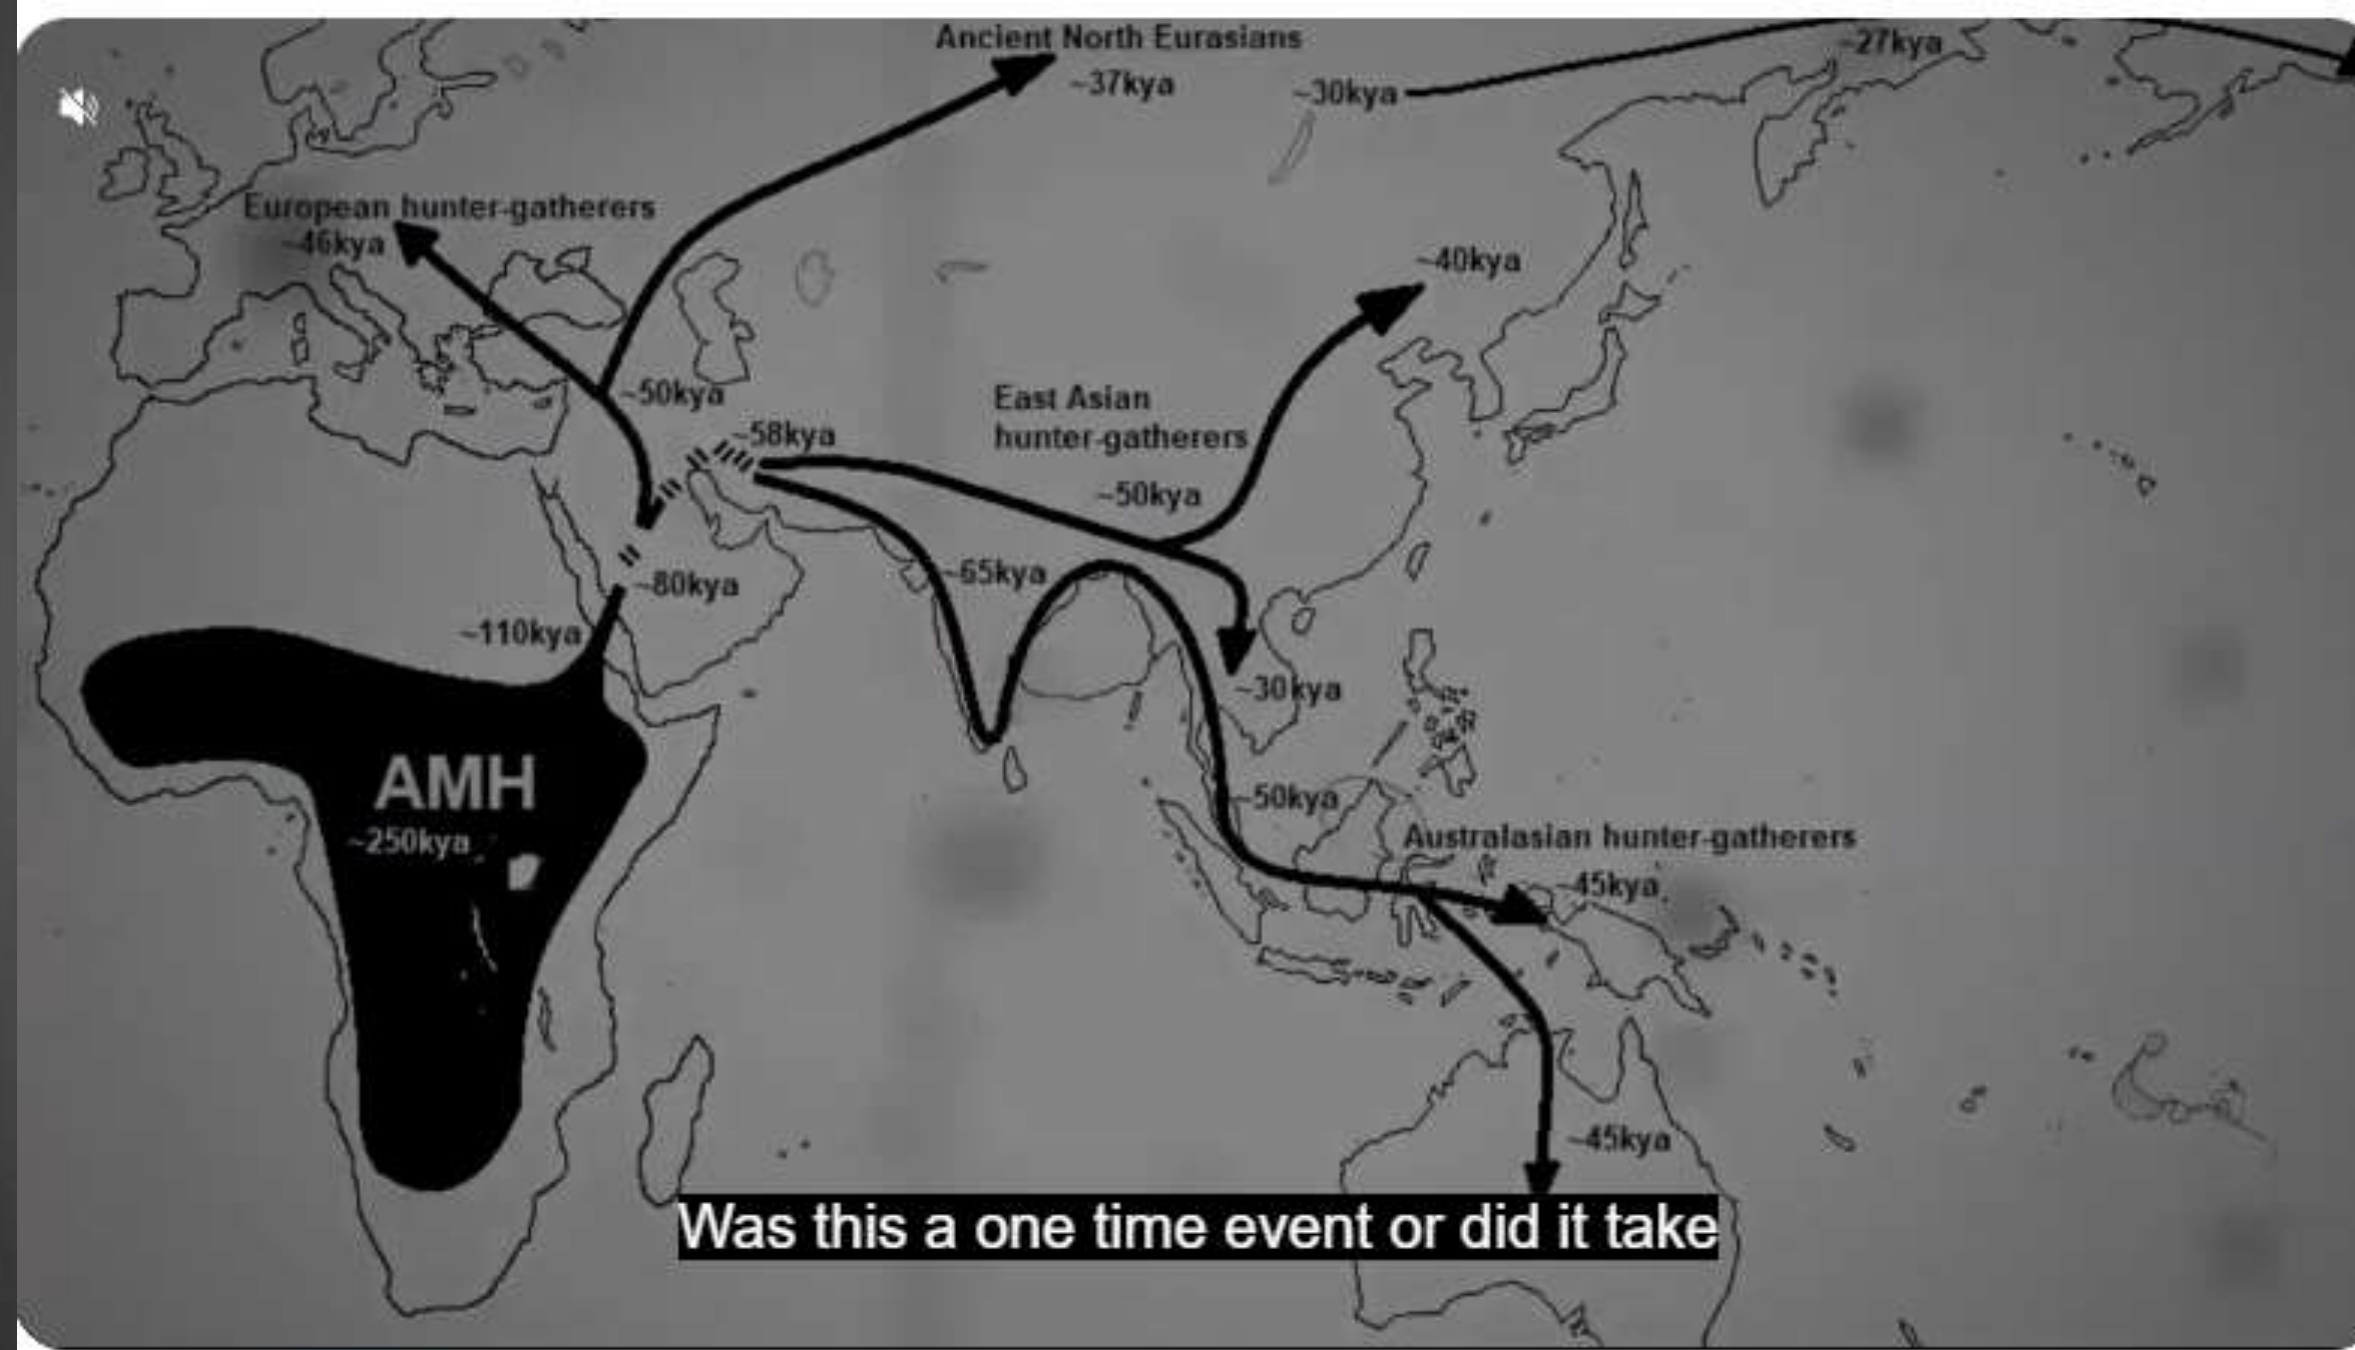 Ancient North Eurasians
~37kya
~30kya
~27kya
European hunter-gatherers
~46kya
~40kya
~50kya
~58kya
East Asian
hunter-gatherers
~50kya
~65kya
~80kya
~110kya
~30kya
AMH
~250kya
~50kya
Australasian hunter-gatherers
~45kya
~45kya
Was this a one time event or did it take